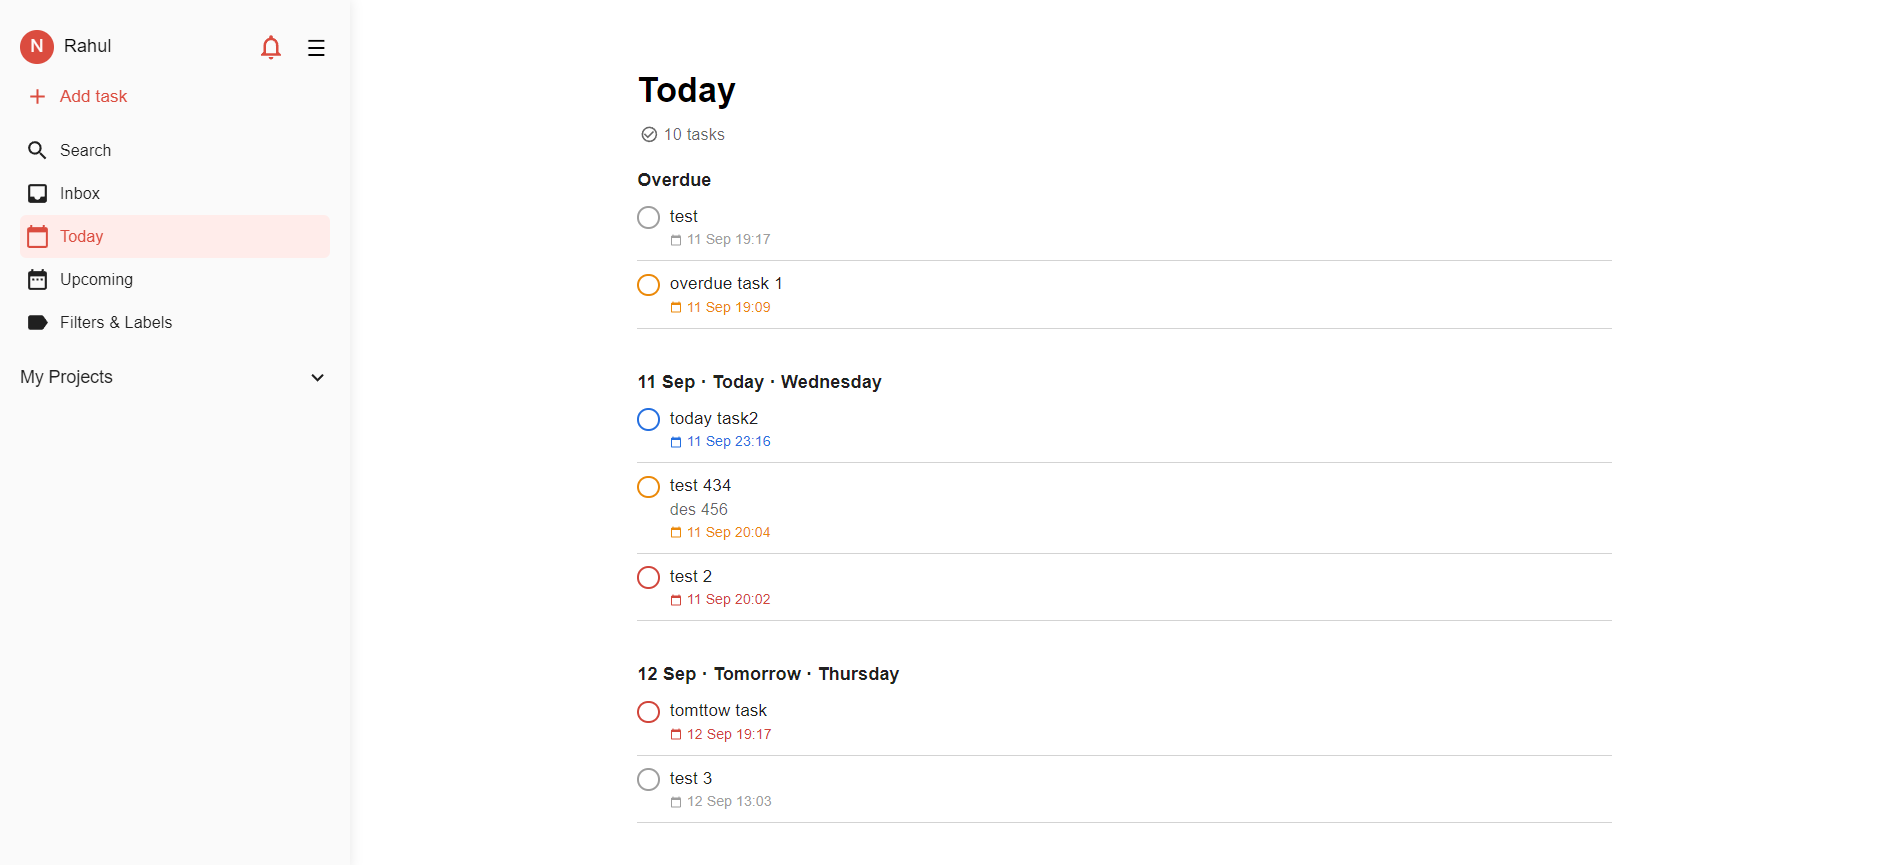 N Rahul
Add task
Search
Inbox
Today
Upcoming
Filters & Labels
My Projects
Today
10 tasks
Overdue
test
11 Sep 19:17
overdue task 1
11 Sep 19:09
11 Sep · Today · Wednesday
today task2
11 Sep 23:16
test 434
des 456
11 Sep 20:04
test 2
11 Sep 20:02
12 Sep · Tomorrow · Thursday
tomttow task
12 Sep 19:17
test 3
12 Sep 13:03